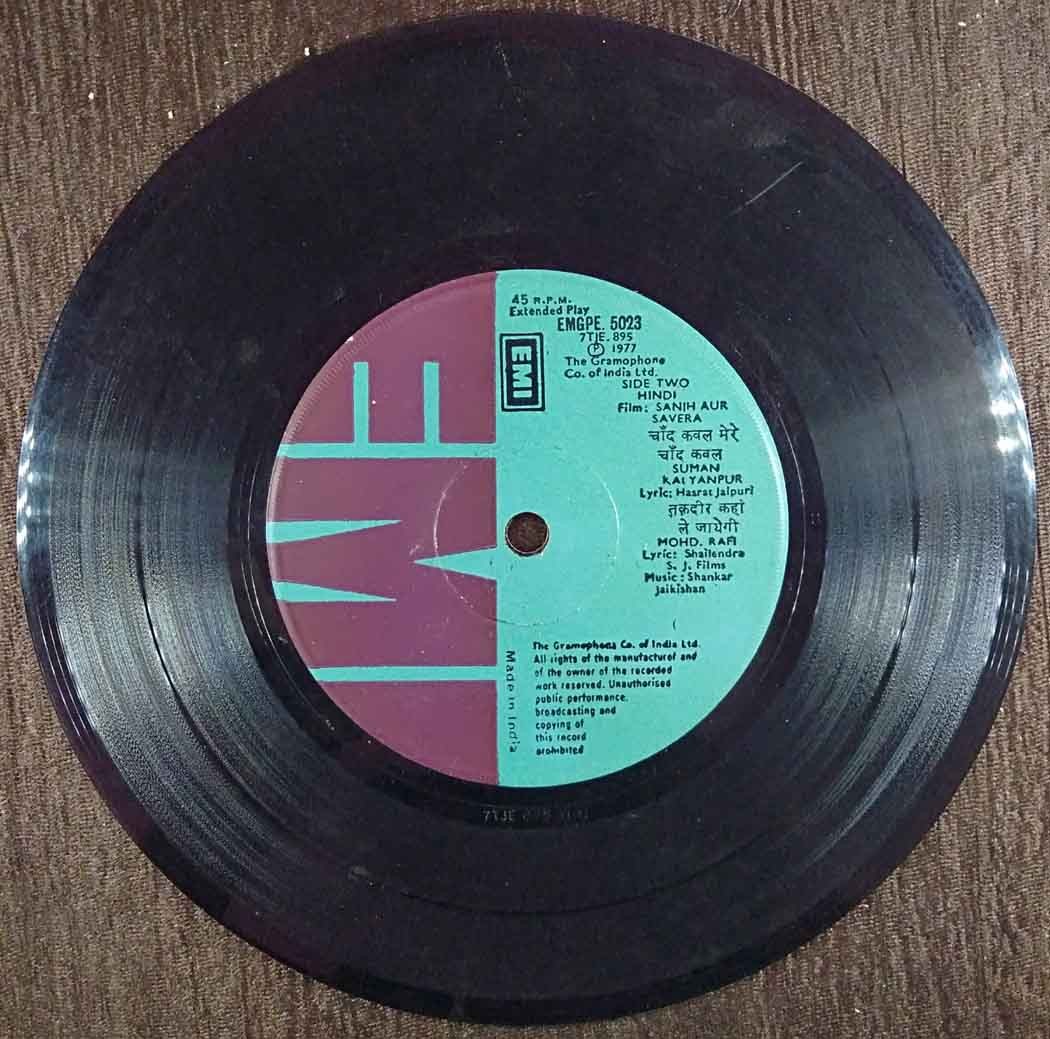 45 R.P.M.
Extended Play
EMGPE. 5023
7TJE. 895
Ⓟ 1977
The Gramophone
Co. of India Ltd.
SIDE TWO
HINDI
Film: SANJH AUR
SAVERA
चाँद कवल मेरे
चाँद कवल
SUMAN
KALYANPUR
Lyric: Hasrat Jaipuri
तक़दीर कहां
ले जायेगी
MOHD. RAFI
Lyric: Shailendra
S. J. Films
Music: Shankar
Jaikishan
EMI
EMI
The Gramophone Co. of India Ltd.
All rights of the manufacturer and
of the owner of the recorded
work reserved. Unauthorised
public performance,
broadcasting and
copying of
this record
prohibited
Made in India
7TJE